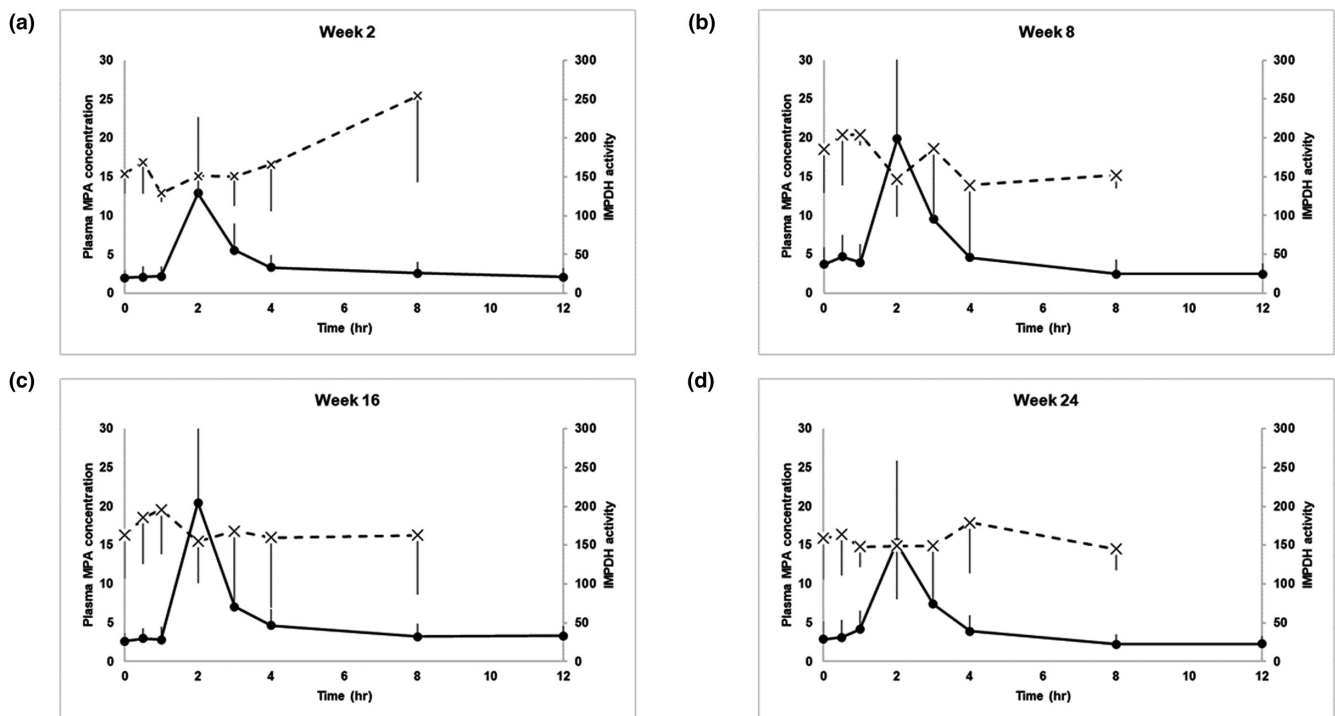 (a)
Week 2
Plasma MPA concentration
30
25
20
15
10
5
0
300
250
200
150
100
50
0
IMPDH activity
0 2 4 6 8 10 12
Time (hr)
(b)
Week 8
Plasma MPA concentration
30
25
20
15
10
5
0
300
250
200
150
100
50
0
IMPDH activity
0 2 4 6 8 10 12
Time (hr)
(c)
Week 16
Plasma MPA concentration
30
25
20
15
10
5
0
300
250
200
150
100
50
0
IMPDH activity
0 2 4 6 8 10 12
Time (hr)
(d)
Week 24
Plasma MPA concentration
30
25
20
15
10
5
0
300
250
200
150
100
50
0
IMPDH activity
0 2 4 6 8 10 12
Time (hr)